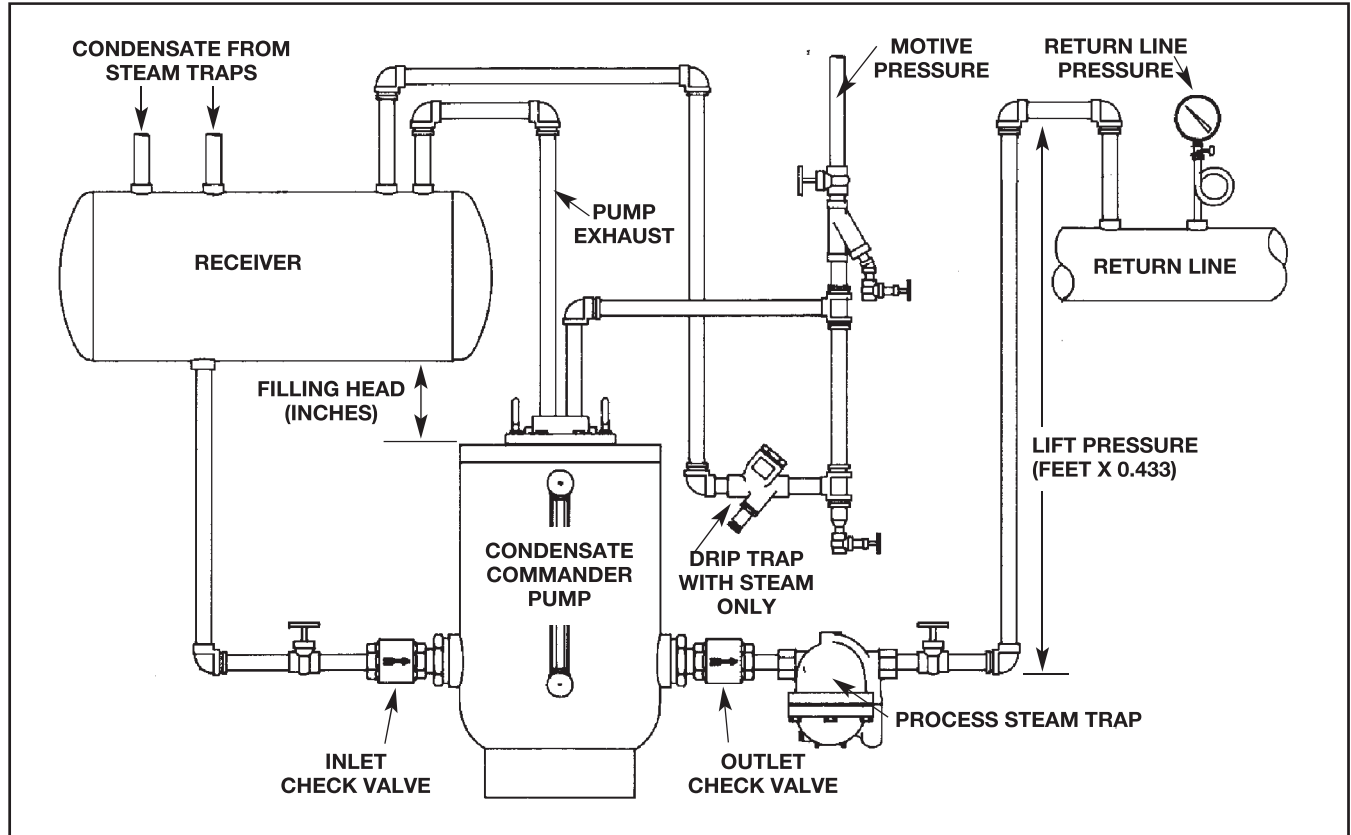 CONDENSATE FROM
STEAM TRAPS
MOTIVE
PRESSURE
RETURN LINE
PRESSURE
PUMP
EXHAUST
RECEIVER
RETURN LINE
FILLING HEAD
(INCHES)
LIFT PRESSURE
(FEET X 0.433)
CONDENSATE
COMMANDER
PUMP
DRIP TRAP
WITH STEAM
ONLY
PROCESS STEAM TRAP
INLET
CHECK VALVE
OUTLET
CHECK VALVE